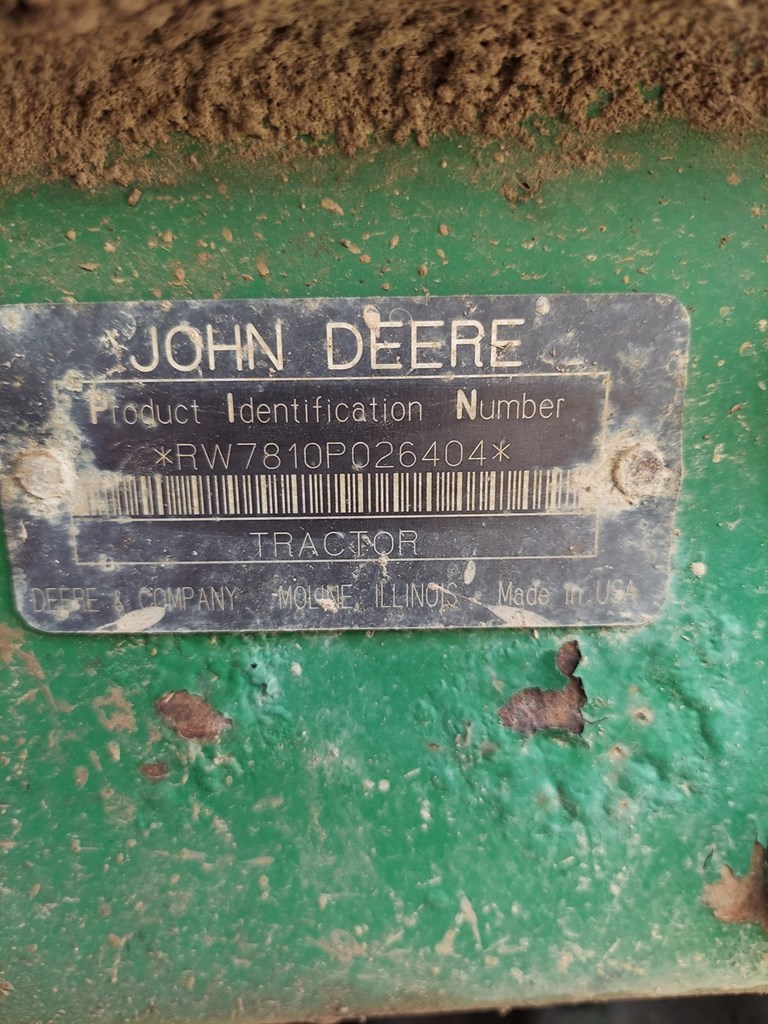 JOHN DEERE
Product Identification Number
*RW7810P026404*
TRACTOR
DEERE & COMPANY MOLINE, ILLINOIS Made in USA